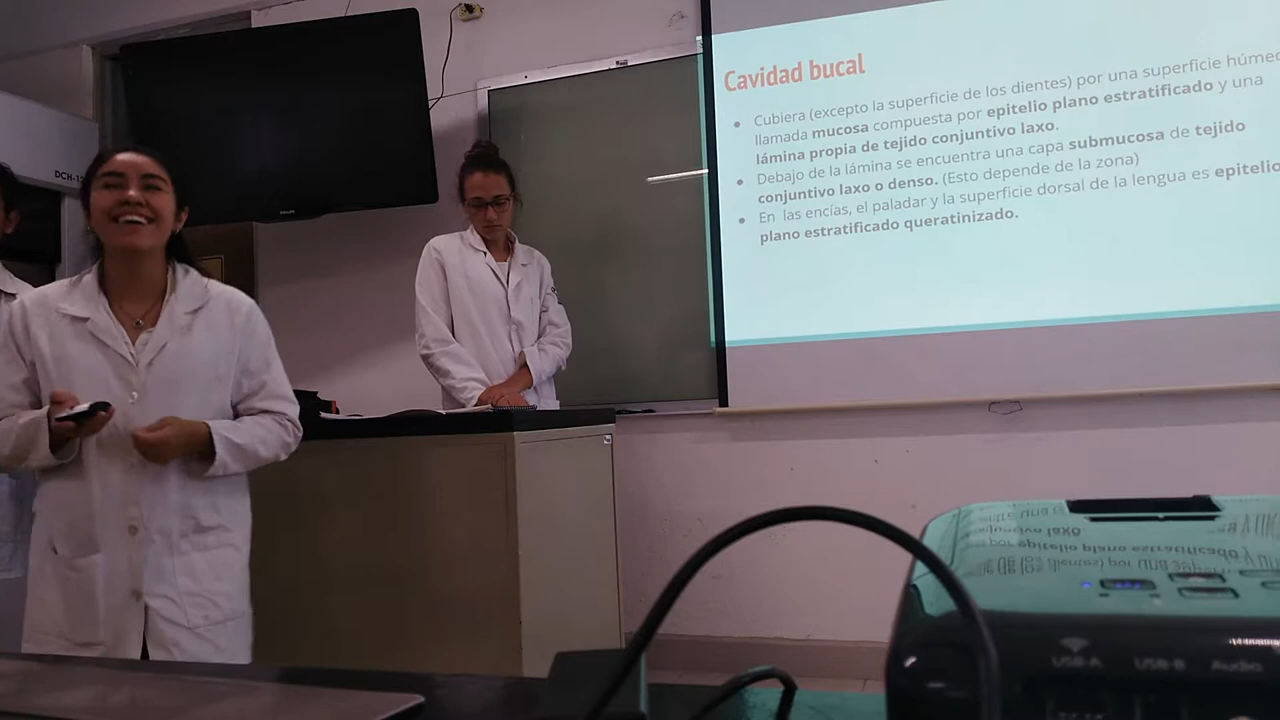 Cavidad bucal
● Cubiera (excepto la superficie de los dientes) por una superficie
llamada mucosa compuesta por epitelio plano estratificado y una
lámina propia de tejido conjuntivo laxo.
● Debajo de la lámina se encuentra una capa submucosa de tejido
conjuntivo laxo o denso. (Esto depende de la zona)
● En las encías, el paladar y la superficie dorsal de la lengua es epitelio
plano estratificado queratinizado.
PHILIPS
USB-A USB-B Audio